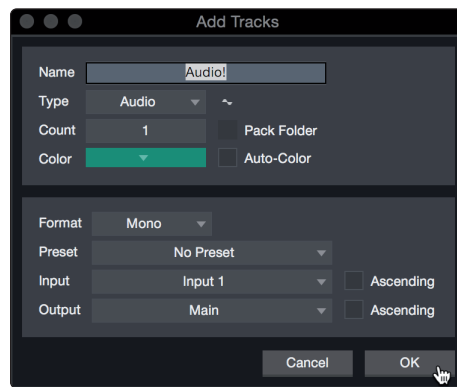 Add Tracks
Name Audio!
Type Audio
Count 1 Pack Folder
Color Auto-Color
Format Mono
Preset No Preset
Input Input 1 Ascending
Output Main Ascending
Cancel OK